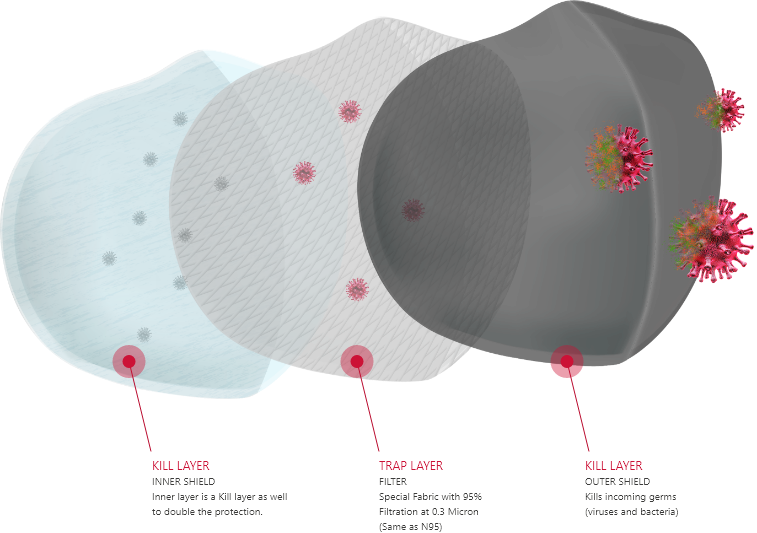 KILL LAYER
INNER SHIELD
Inner layer is a Kill layer as well
to double the protection.
TRAP LAYER
FILTER
Special Fabric with 95%
Filtration at 0.3 Micron
(Same as N95)
KILL LAYER
OUTER SHIELD
Kills incoming germs
(viruses and bacteria)